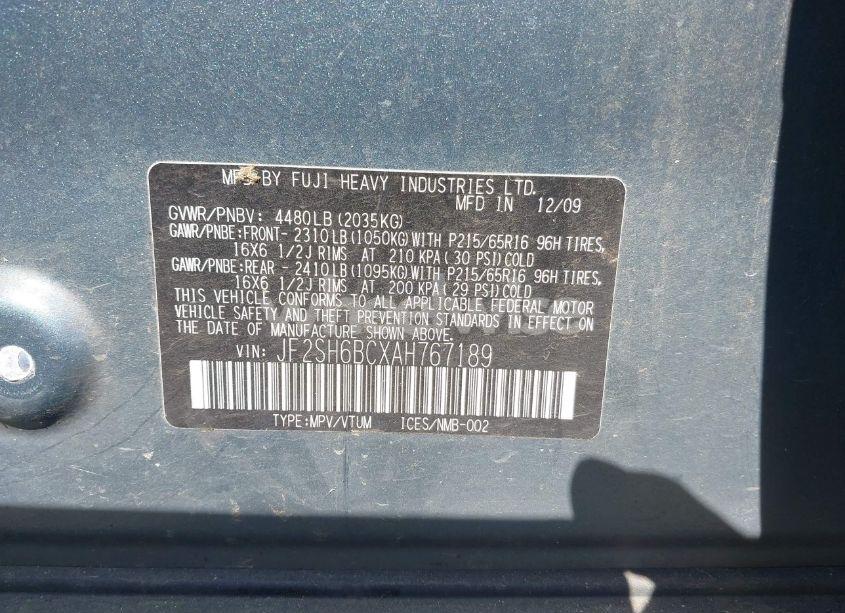 MFD BY FUJI HEAVY INDUSTRIES LTD.
MFD IN 12/09
GVWR/PNBV: 4480LB (2035KG)
GAWR/PNBE:FRONT- 2310LB(1050KG)WITH P215/65R16 96H TIRES,
16X6 1/2J RIMS AT 210 KPA( 30 PSI)COLD
GAWR/PNBE:REAR - 2410LB(1095KG)WITH P215/65R16 96H TIRES,
16X6 1/2J RIMS AT 200 KPA(29 PSI)COLD
THIS VEHICLE CONFORMS TO ALL APPLICABLE FEDERAL MOTOR
VEHICLE SAFETY AND THEFT PREVENTION STANDARDS IN EFFECT ON
THE DATE OF MANUFACTURE SHOWN ABOVE.
VIN: JF2SH6BCXAH767189
TYPE:MPV/VTUM ICES/NMB-002